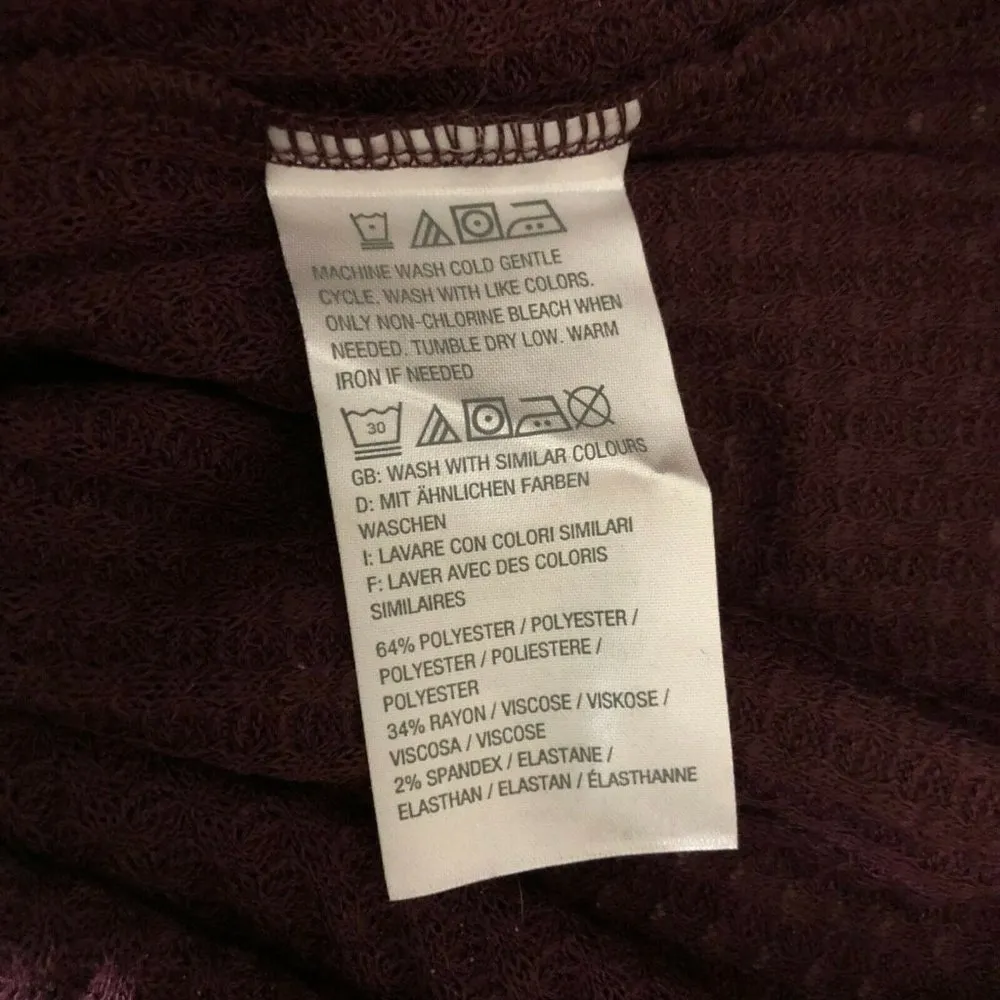 MACHINE WASH COLD GENTLE
CYCLE. WASH WITH LIKE COLORS.
ONLY NON-CHLORINE BLEACH WHEN
NEEDED. TUMBLE DRY LOW. WARM
IRON IF NEEDED
30
GB: WASH WITH SIMILAR COLOURS
D: MIT ÄHNLICHEN FARBEN
WASCHEN
I: LAVARE CON COLORI SIMILARI
F: LAVER AVEC DES COLORIS
SIMILAIRES
64% POLYESTER / POLYESTER /
POLYESTER / POLIESTERE /
POLYESTER
34% RAYON / VISCOSE / VISKOSE /
VISCOSA / VISCOSE
2% SPANDEX / ELASTANE /
ELASTHAN / ELASTAN / ÉLASTHANNE